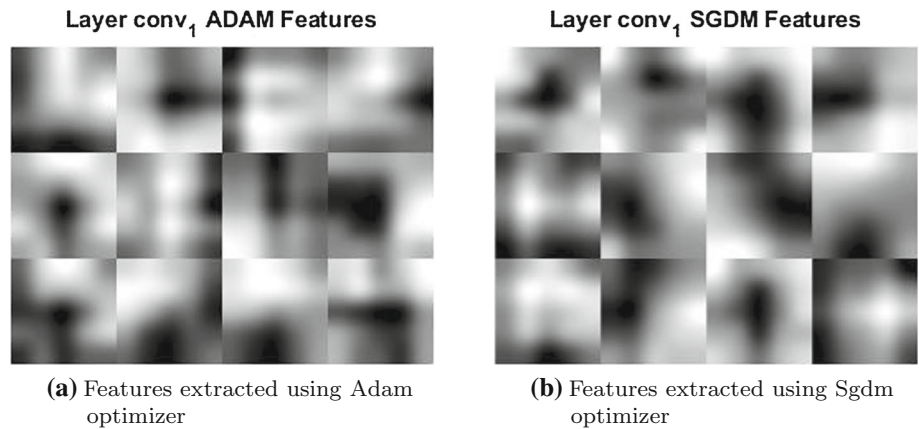 Layer conv₁ ADAM Features
Layer conv₁ SGDM Features
(a) Features extracted using Adam
optimizer
(b) Features extracted using Sgdm
optimizer